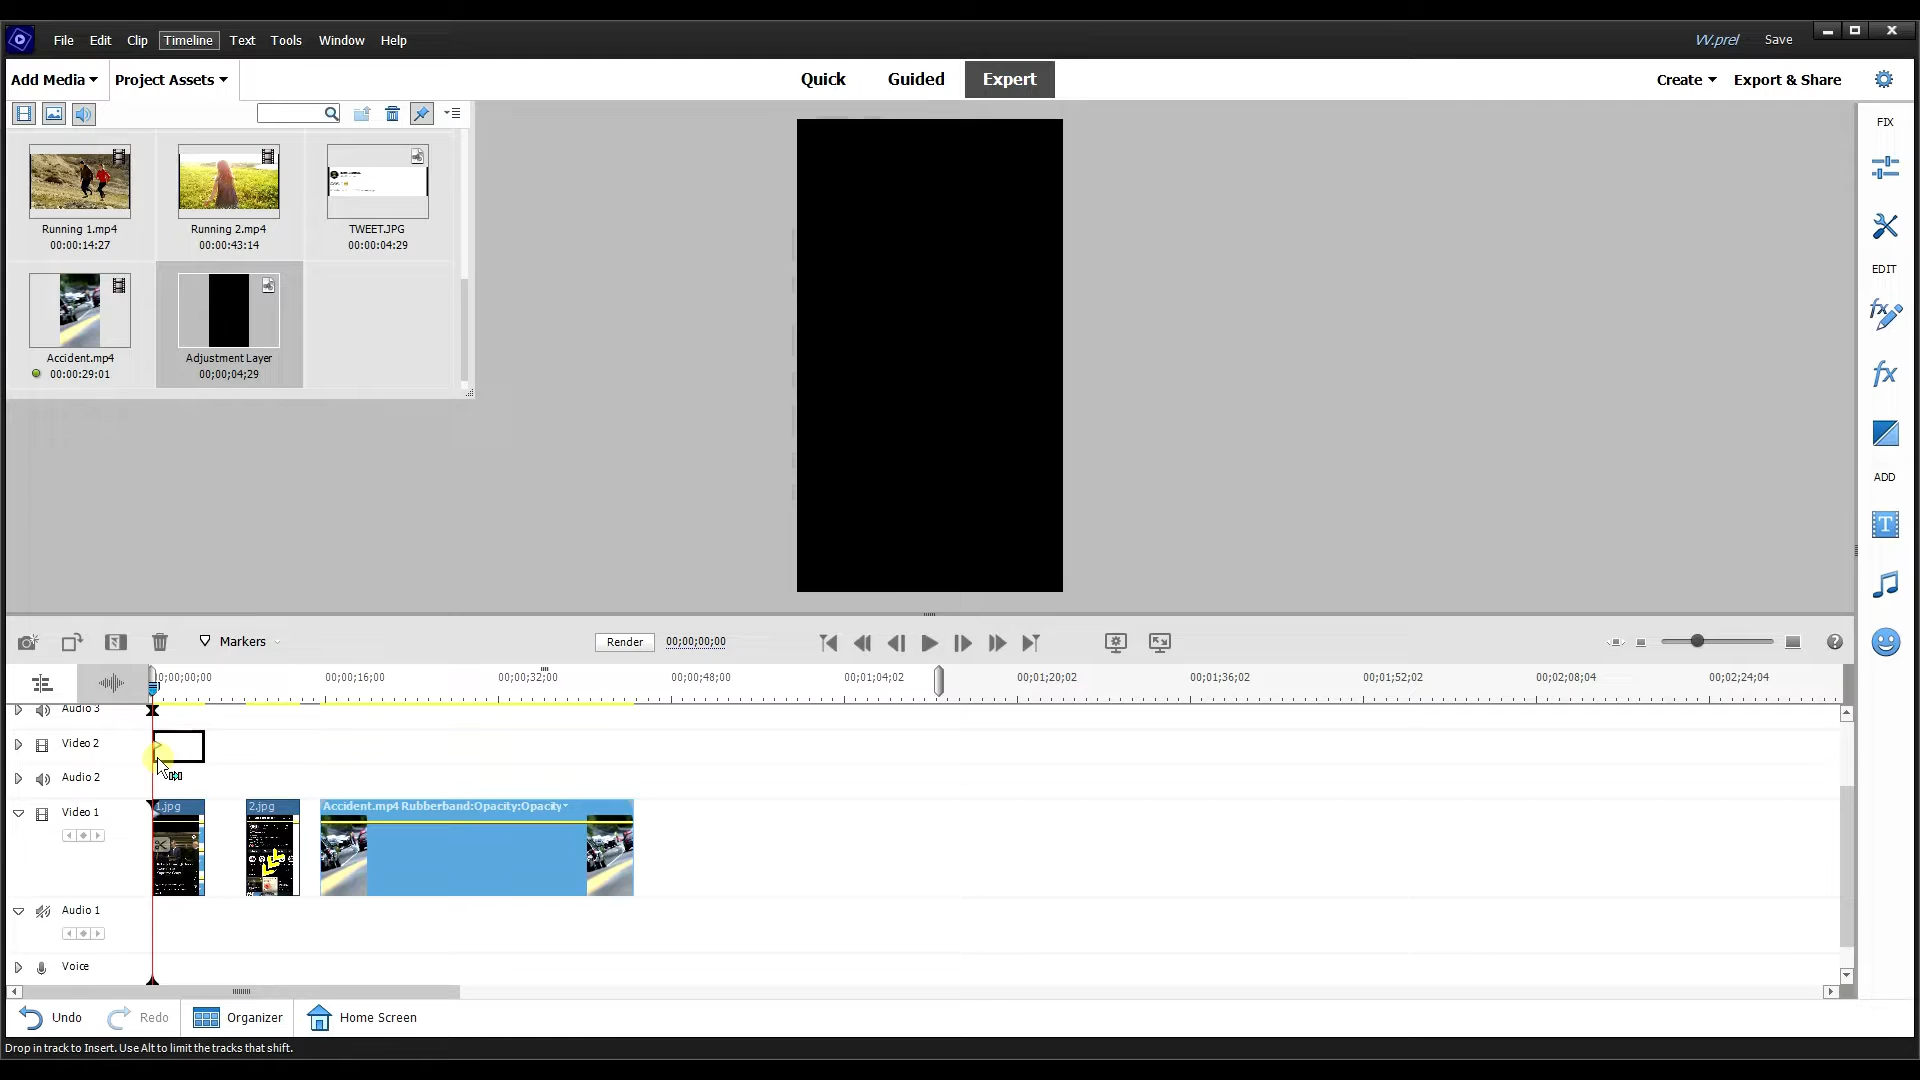 File Edit Clip Timeline Text Tools Window Help
VV.prel Save
Add Media Project Assets
Quick Guided Expert
Create Export & Share
FIX
EDIT
ADD
Running 1.mp4
00:00:14:27
Running 2.mp4
00:00:43:14
TWEET.JPG
00:00:04:29
Accident.mp4
00:00:29:01
Adjustment Layer
00;00;04;29
Markers
Render 00;00;00;00
0;00;00;00 00;00;16;00 00;00;32;00 00;00;48;00 00;01;04;02 00;01;20;02 00;01;36;02 00;01;52;02 00;02;08;04 00;02;24;04
Audio 3
Video 2
Audio 2
Video 1
1.jpg 2.jpg Accident.mp4 Rubberband:Opacity:Opacity
Audio 1
Voice
Undo Redo Organizer Home Screen
Drop in track to Insert. Use Alt to limit the tracks that shift.